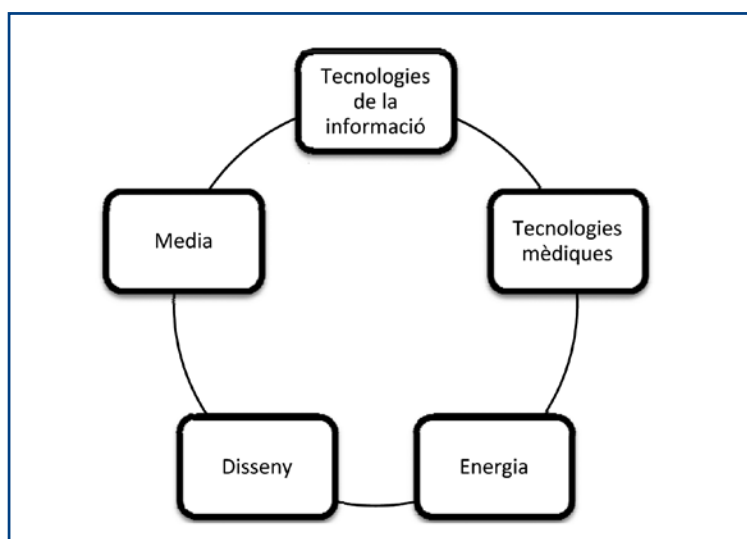 Tecnologies
de la
informació
Tecnologies
mèdiques
Media
Disseny
Energia